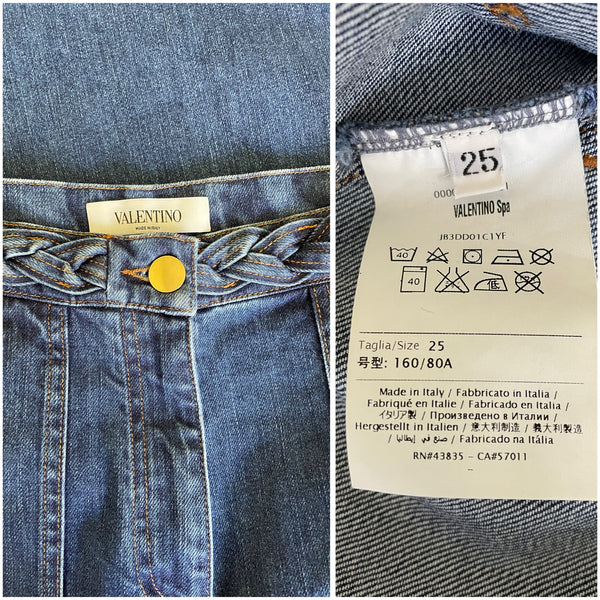 VALENTINO
MADE IN ITALY
25
VALENTINO Spa
JB3DD01C1YF
40
40 低
Taglia/Size 25
号型: 160/80A
Made in Italy / Fabbricato in Italia /
Fabriqué en Italie / Fabricado en Italia /
イタリア製 / Произведено в Италии /
Hergestellt in Italien / 意大利制造 / 義大利製造 /
صنع في إيطاليا / Fabricado na Itália
RN#43835 - CA#57011